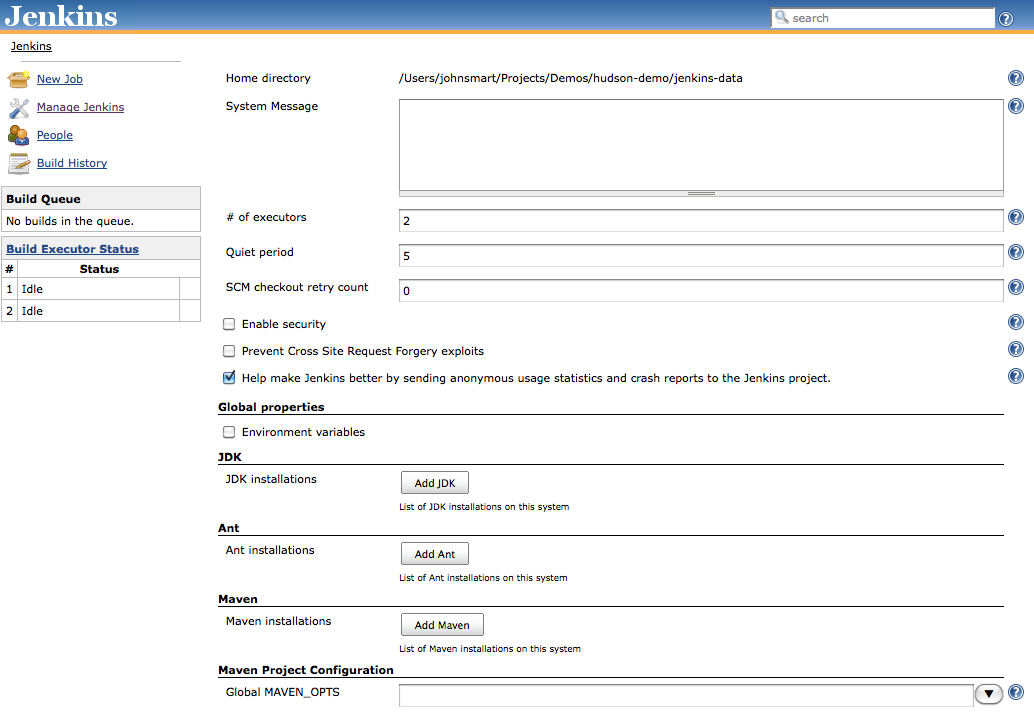 Jenkins
search
Jenkins
New Job
Manage Jenkins
People
Build History
Build Queue
No builds in the queue.
Build Executor Status
# Status
1 Idle
2 Idle
Home directory /Users/johnsmart/Projects/Demos/hudson-demo/jenkins-data
System Message
# of executors 2
Quiet period 5
SCM checkout retry count 0
Enable security
Prevent Cross Site Request Forgery exploits
Help make Jenkins better by sending anonymous usage statistics and crash reports to the Jenkins project.
Global properties
Environment variables
JDK
JDK installations Add JDK
List of JDK installations on this system
Ant
Ant installations Add Ant
List of Ant installations on this system
Maven
Maven installations Add Maven
List of Maven installations on this system
Maven Project Configuration
Global MAVEN_OPTS